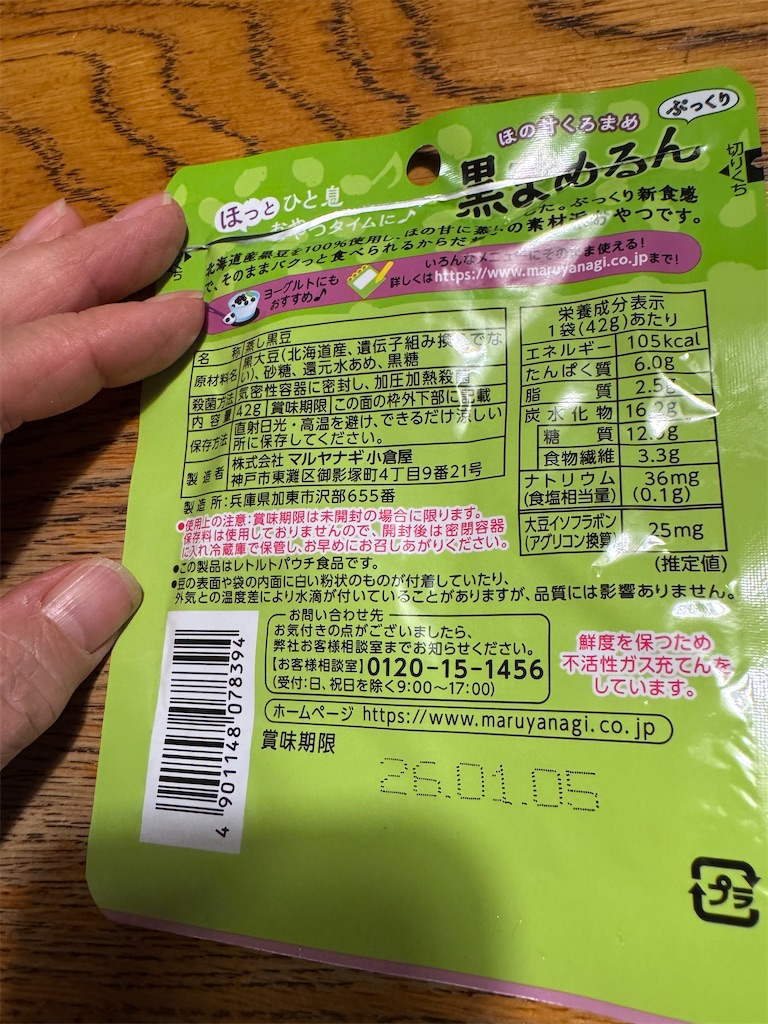 ぷっくり
ほの甘くろまめ
黒まめるん
切りくち
ほっとひと息
おやつタイムに♪
北海道産黒豆を100%使用し、ほの甘に蒸
した。ぷっくり新食感
の素材派おやつです。
で、そのままパクっと食べられるからだ
いろんなメニューにそのまま使える!
詳しくはhttps://www.maruyanagi.co.jpまで!
ヨーグルトにも
おすすめ♪
名称 蒸し黒豆
原材料名 黒大豆(北海道産、遺伝子組み換えでな
い)、砂糖、還元水あめ、黒糖
殺菌方法 気密性容器に密封し、加圧加熱殺菌
内容量 42g 賞味期限 この面の枠外下部に記載
保存方法 直射日光・高温を避け、できるだけ涼しい
所に保存してください。
製造者 株式会社 マルヤナギ小倉屋
神戸市東灘区御影塚町4丁目9番21号
製造所:兵庫県加東市沢部655番
栄養成分表示
1袋(42g)あたり
エネルギー 105kcal
たんぱく質 6.0g
脂質 2.5g
炭水化物 16.2g
糖質 12.9g
食物繊維 3.3g
ナトリウム 36mg
(食塩相当量) (0.1g)
大豆イソフラボン
(アグリコン換算) 25mg
(推定値)
●使用上の注意:賞味期限は未開封の場合に限ります。
保存料は使用しておりませんので、開封後は密閉容器
に入れ冷蔵庫で保管し、お早めにお召しあがりください。
●この製品はレトルトパウチ食品です。
●豆の表面や袋の内面に白い粉状のものが付着していたり、
外気との温度差により水滴が付いていることがありますが、品質には影響ありません。
お問い合わせ先
お気付きの点がございましたら、
弊社お客様相談室までお知らせください。
【お客様相談室】0120-15-1456
(受付:日、祝日を除く9:00~17:00)
鮮度を保つため
不活性ガス充てんを
しています。
ホームページ https://www.maruyanagi.co.jp
賞味期限
26.01.05
4 901148 078394
プラ